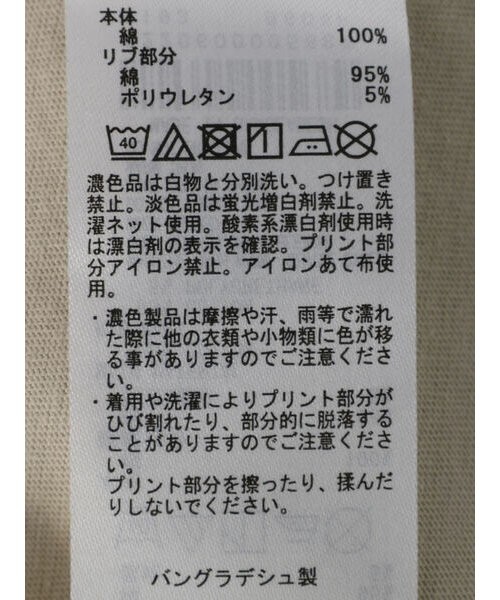 本体
綿 100%
リブ部分
綿 95%
ポリウレタン 5%
40
濃色品は白物と分別洗い。つけ置き
禁止。淡色品は蛍光増白剤禁止。洗
濯ネット使用。酸素系漂白剤使用時
は漂白剤の表示を確認。プリント部
分アイロン禁止。アイロンあて布使
用。
・濃色製品は摩擦や汗、雨等で濡れ
た際に他の衣類や小物類に色が移
る事がありますのでご注意くださ
い。
・着用や洗濯によりプリント部分が
ひび割れたり、部分的に脱落する
ことがありますのでご注意くださ
い。
プリント部分を擦ったり、揉んだ
りしないでください。
バングラデシュ製